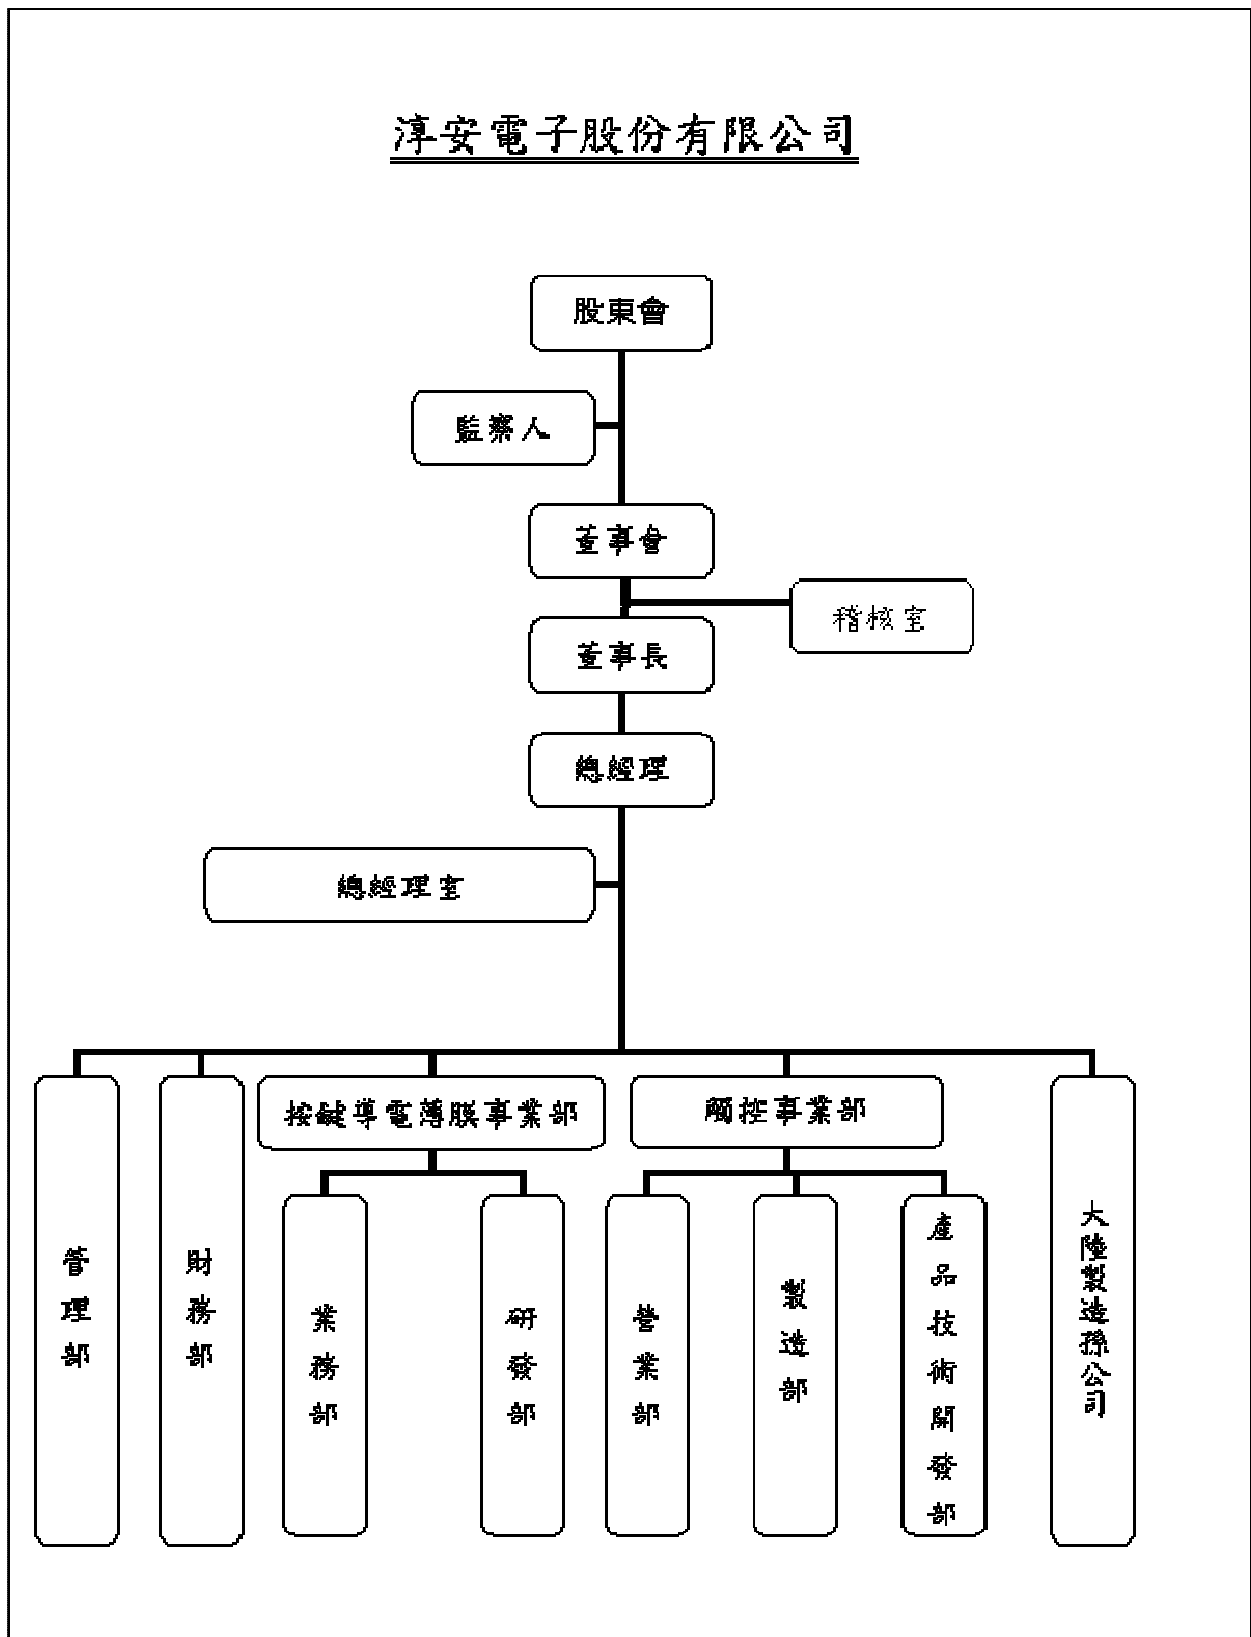 淳安電子股份有限公司
股東會
監察人
董事會
稽核室
董事長
總經理
總經理室
管理部
財務部
按鍵導電薄膜事業部
業務部
研發部
觸控事業部
營業部
製造部
產品技術開發部
大陸製造孫公司